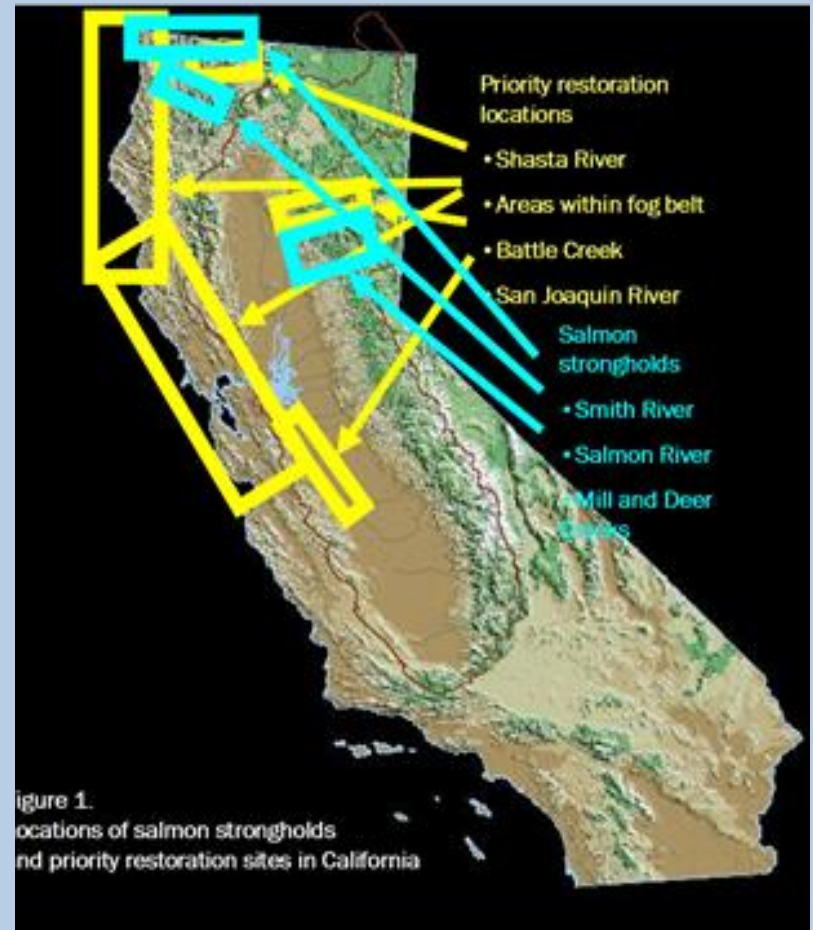 Priority restoration
locations
• Shasta River
• Areas within fog belt
• Battle Creek
• San Joaquin River
Salmon
strongholds
• Smith River
• Salmon River
• Mill and Deer
igure 1.
ocations of salmon strongholds
nd priority restoration sites in California